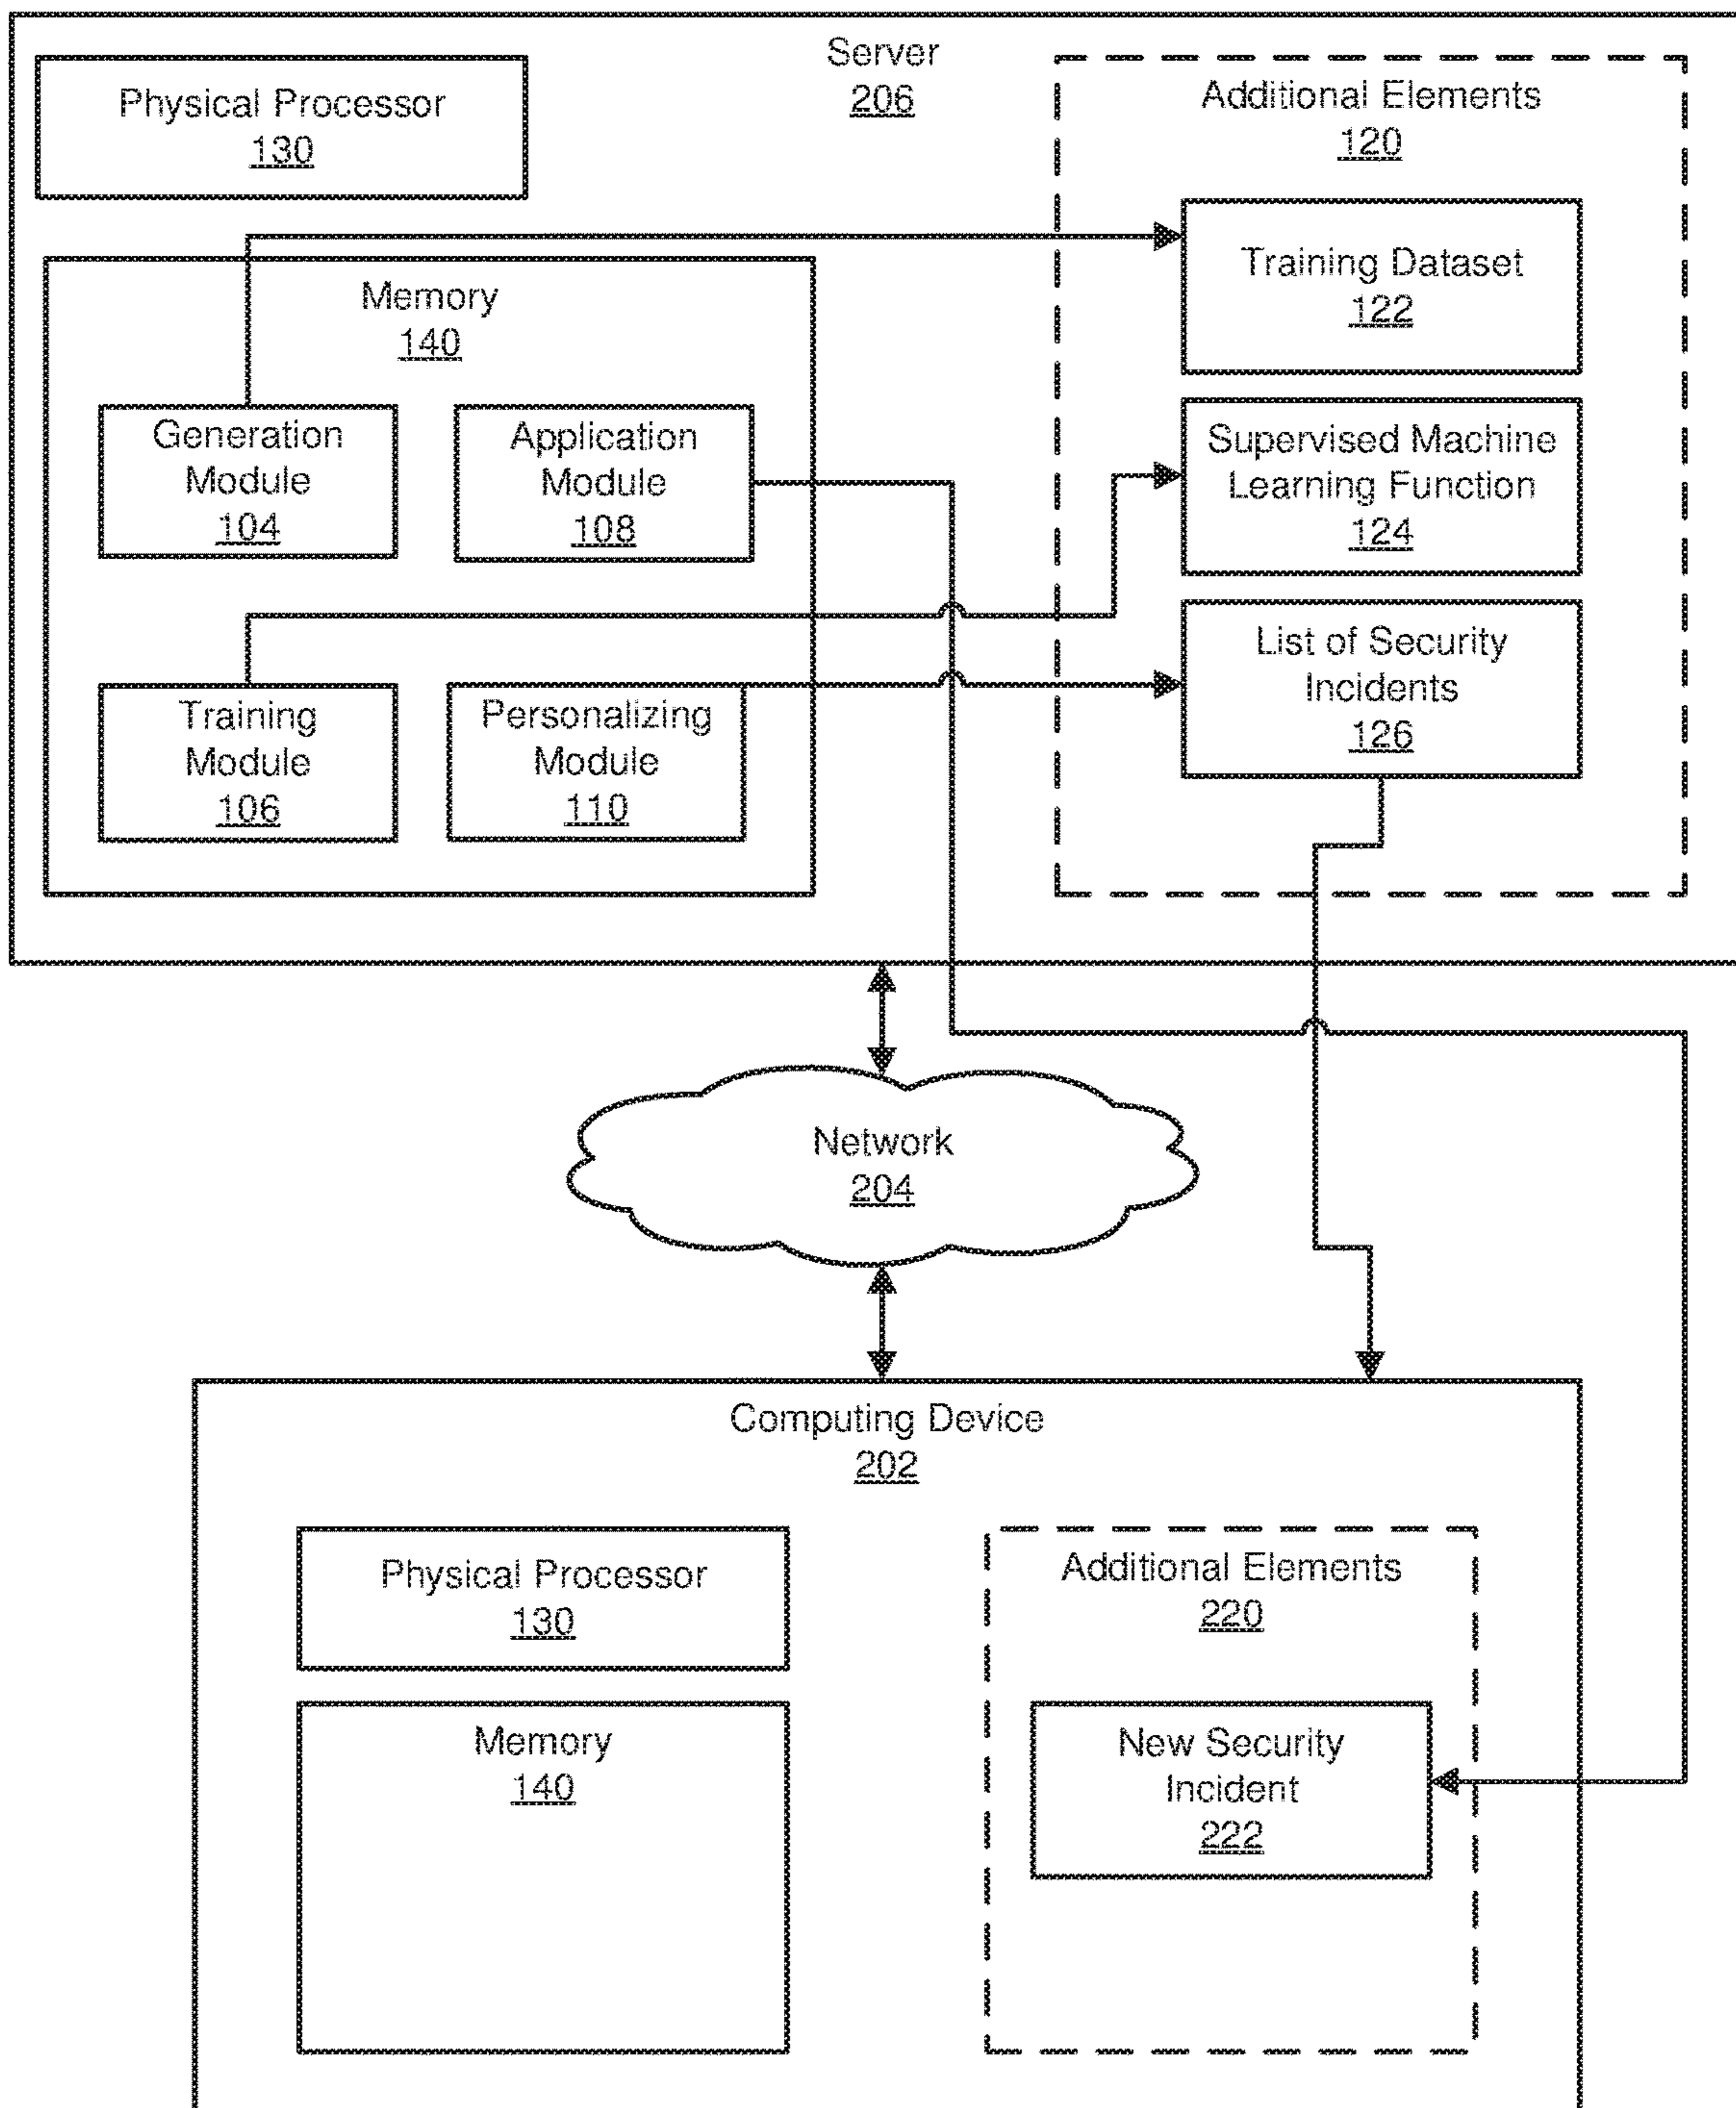 Server
206
Physical Processor
130
Additional Elements
120
Training Dataset
122
Memory
140
Generation
Module
104
Application
Module
108
Supervised Machine
Learning Function
124
List of Security
Incidents
126
Training
Module
106
Personalizing
Module
110
Network
204
Computing Device
202
Physical Processor
130
Additional Elements
220
Memory
140
New Security
Incident
222